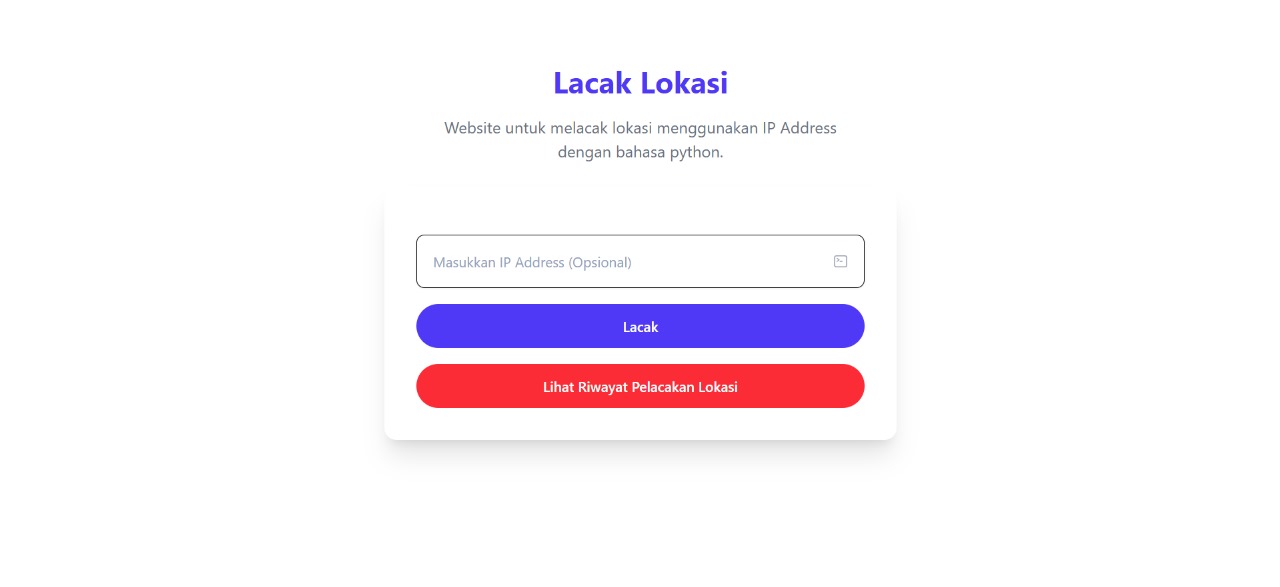 Lacak Lokasi
Website untuk melacak lokasi menggunakan IP Address
dengan bahasa python.
Masukkan IP Address (Opsional)
Lacak
Lihat Riwayat Pelacakan Lokasi